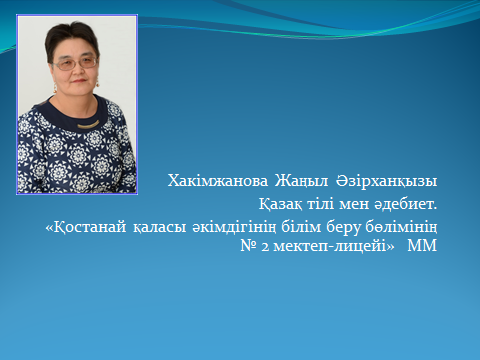 Хакімжанова Жаңыл Әзірханқызы
Қазақ тілі мен әдебиет.
«Қостанай қаласы әкімдігінің білім беру бөлімінің
№ 2 мектеп-лицейі» ММ